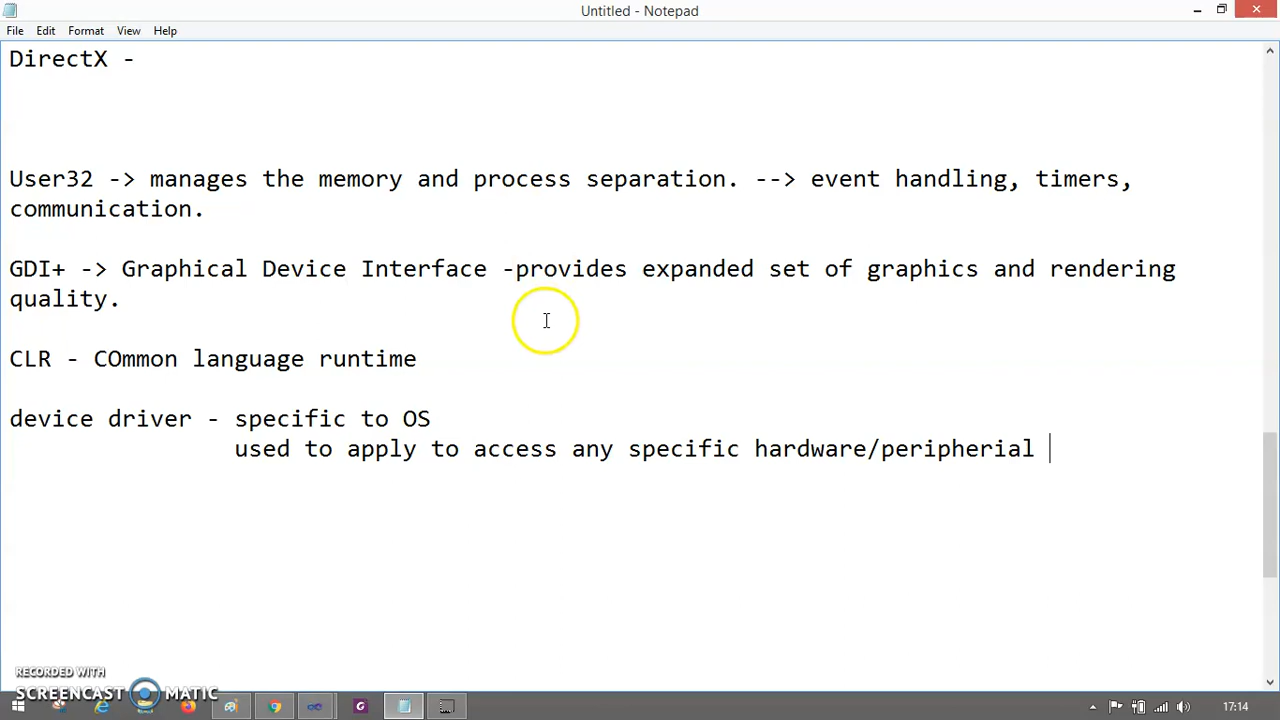 Untitled - Notepad
File Edit Format View Help
DirectX -
User32 -> manages the memory and process separation. --> event handling, timers,
communication.
GDI+ -> Graphical Device Interface -provides expanded set of graphics and rendering
quality.
CLR - COmmon language runtime
device driver - specific to OS
used to apply to access any specific hardware/peripherial
RECORDED WITH
SCREENCAST MATIC
17:14